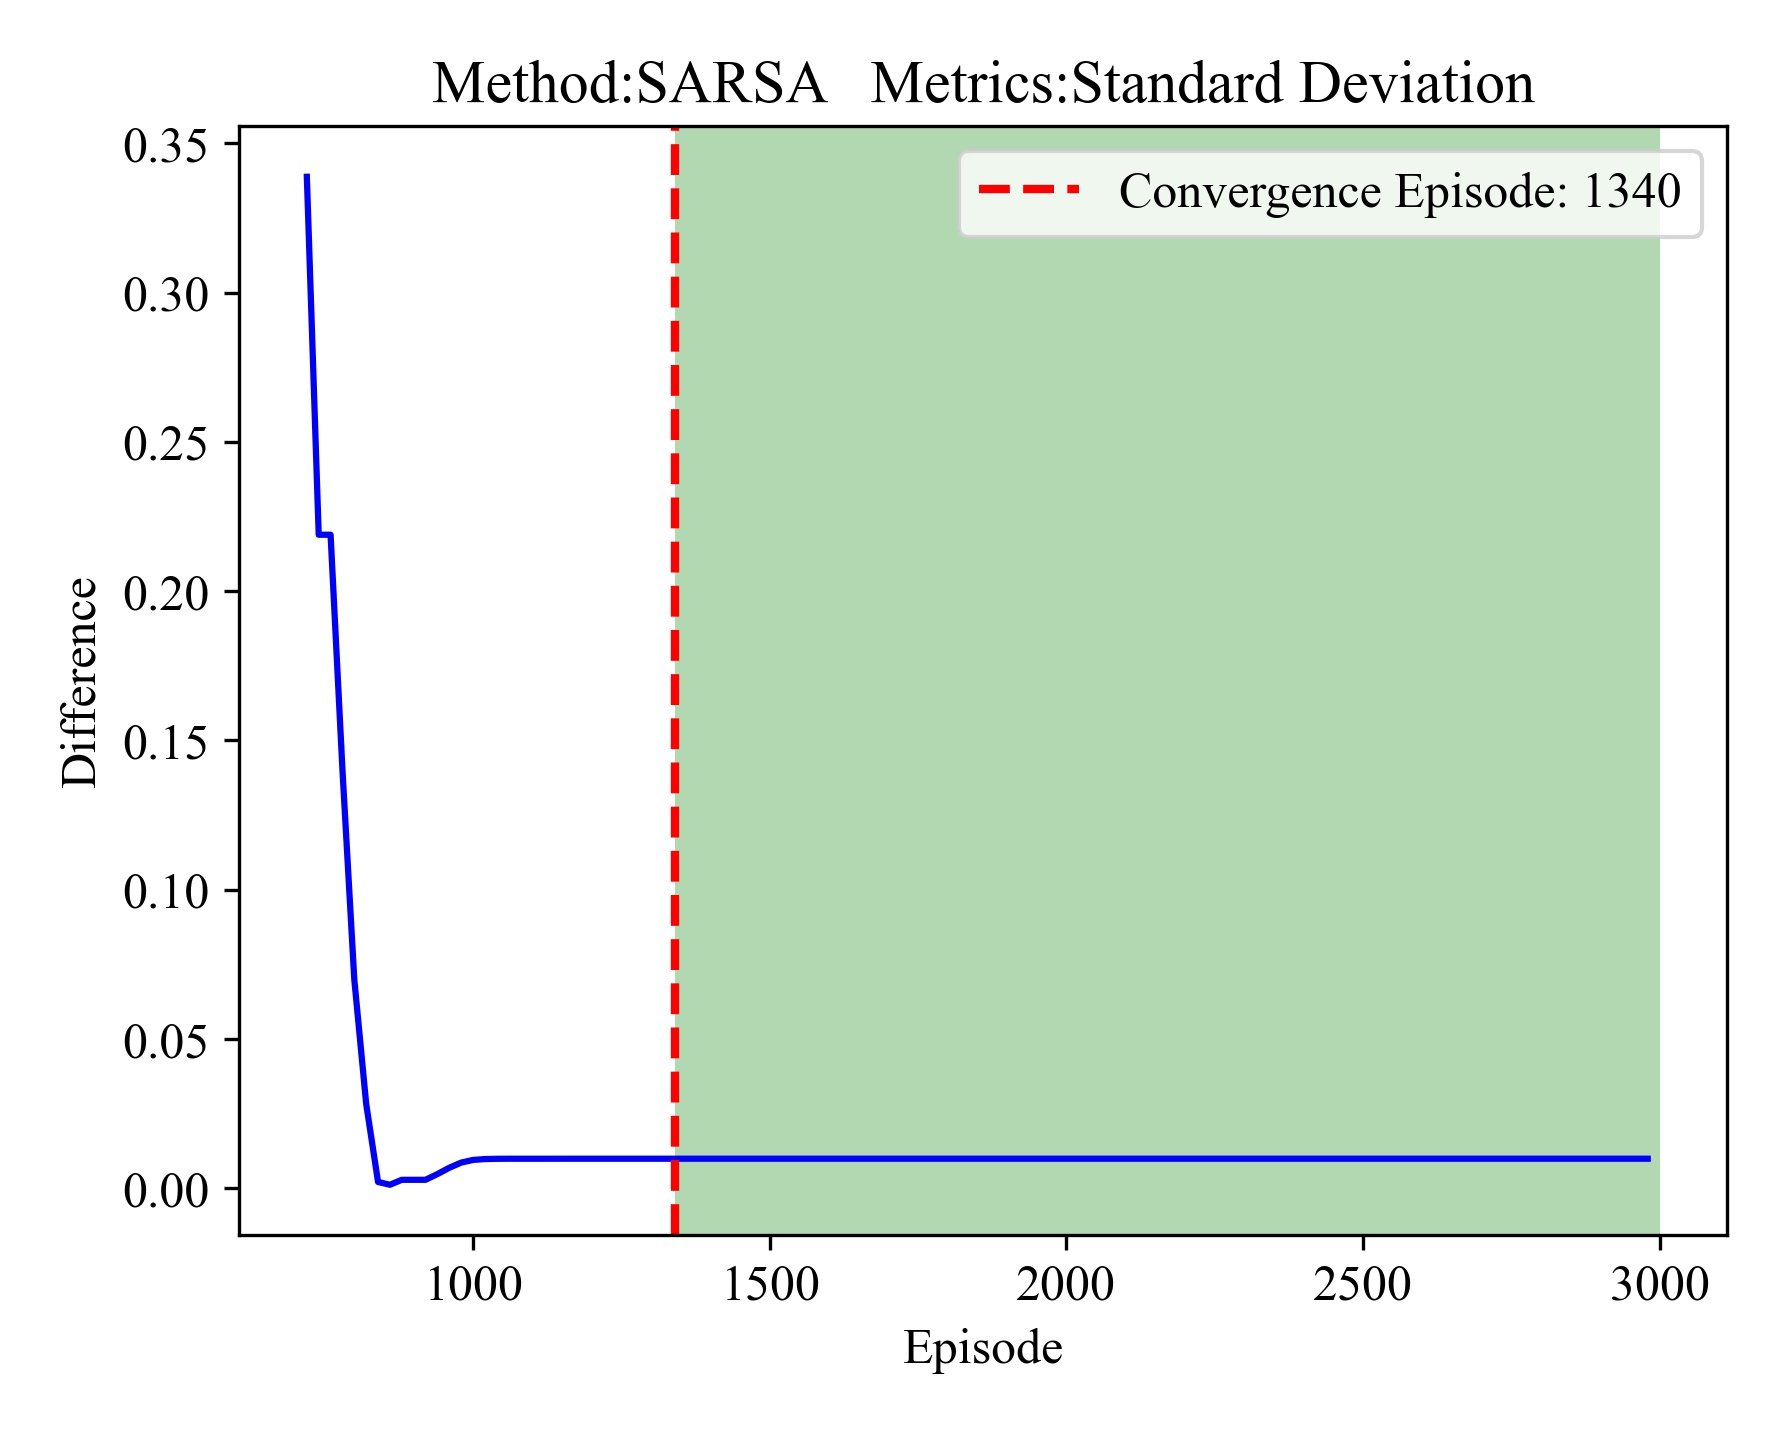 Method:SARSA   Metrics:Standard Deviation
0.35
Convergence Episode: 1340
0.30
0.25
0.20
0.15
0.10
0.05
0.00
Difference
1000 1500 2000 2500 3000
Episode